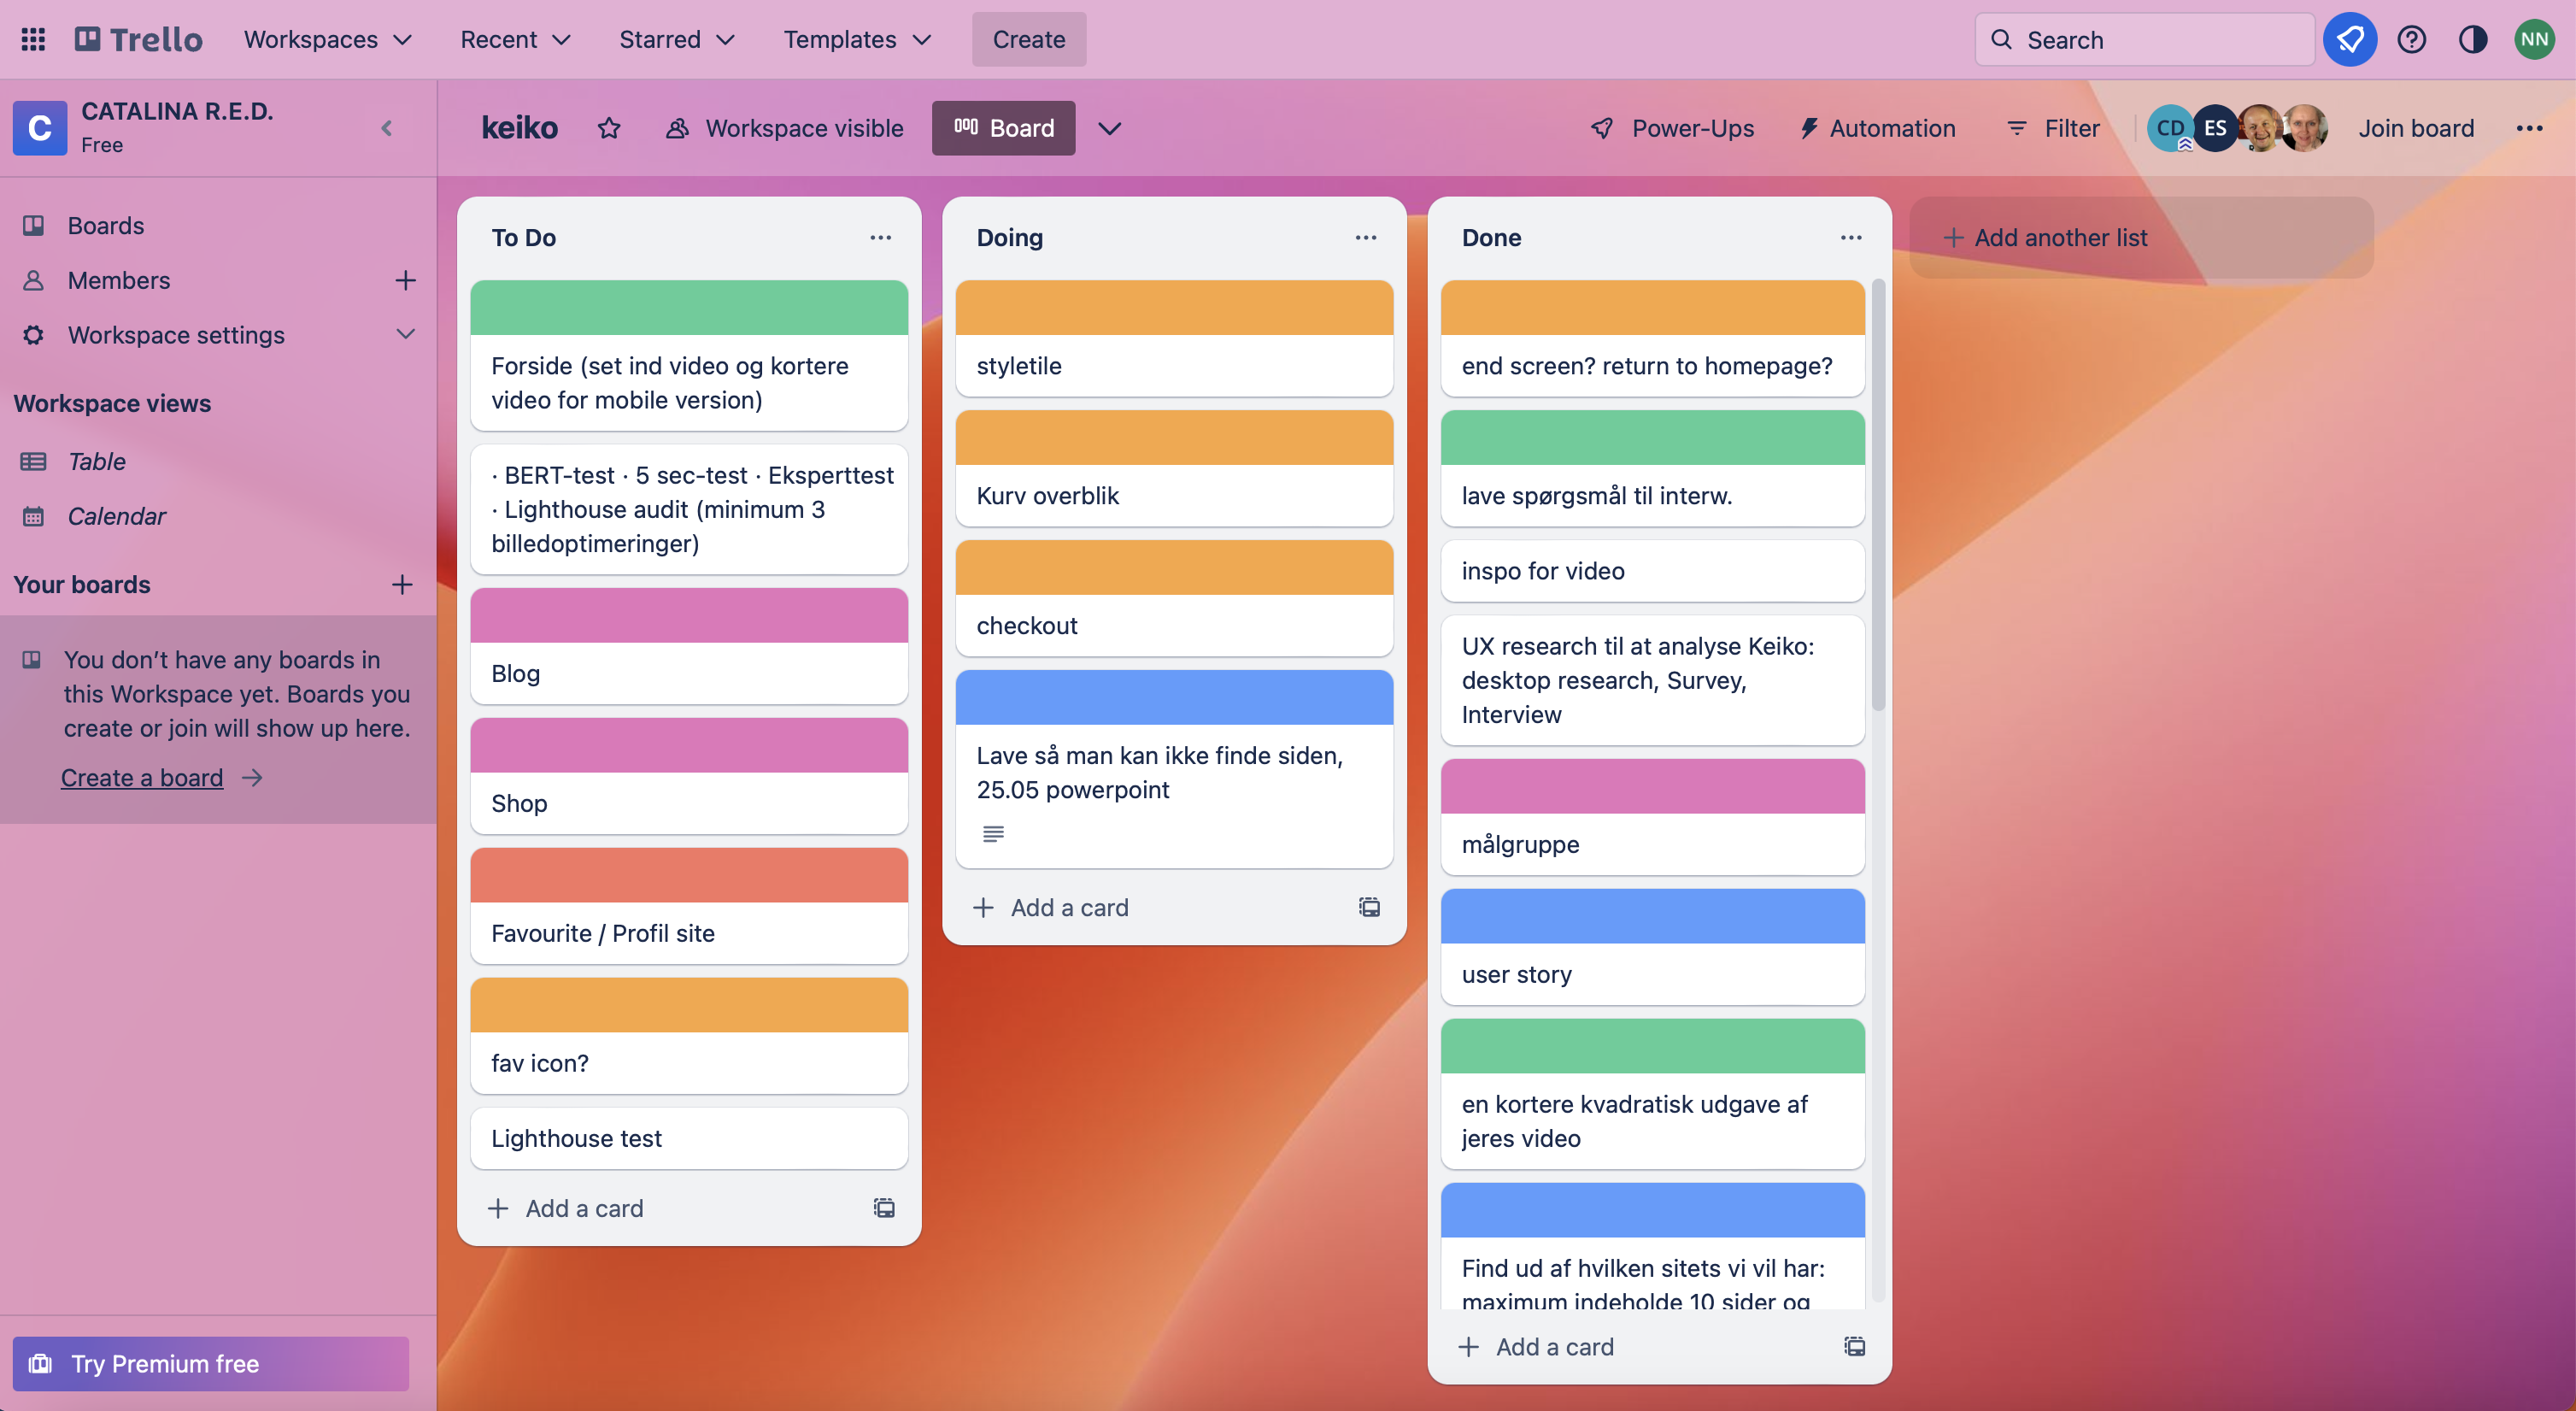 Trello
Workspaces
Recent
Starred
Templates
Create
Search
NN
C
CATALINA R.E.D.
Free
keiko
Workspace visible
Board
Power-Ups
Automation
Filter
CD
ES
Join board
Boards
Members
Workspace settings
Workspace views
Table
Calendar
Your boards
You don’t have any boards in
this Workspace yet. Boards you
create or join will show up here.
Create a board
Try Premium free
To Do
Forside (set ind video og kortere
video for mobile version)
· BERT-test · 5 sec-test · Eksperttest
· Lighthouse audit (minimum 3
billedoptimeringer)
Blog
Shop
Favourite / Profil site
fav icon?
Lighthouse test
Add a card
Doing
styletile
Kurv overblik
checkout
Lave så man kan ikke finde siden,
25.05 powerpoint
Add a card
Done
end screen? return to homepage?
lave spørgsmål til interw.
inspo for video
UX research til at analyse Keiko:
desktop research, Survey,
Interview
målgruppe
user story
en kortere kvadratisk udgave af
jeres video
Find ud af hvilken sitets vi vil har:
maximum indeholde 10 sider og
Add a card
Add another list